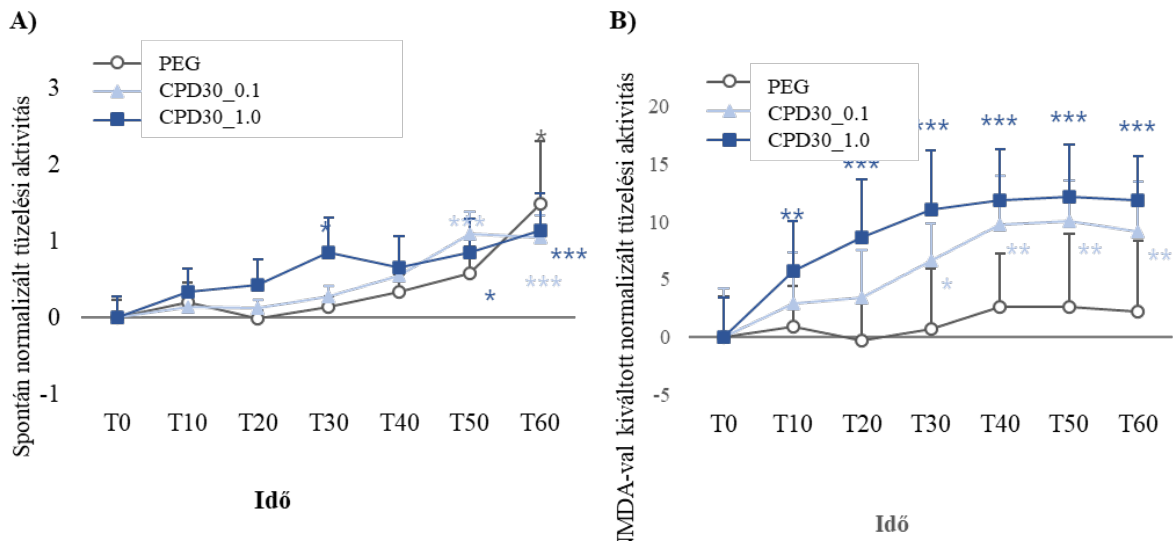 A)
Spontán normalizált tüzelési aktivitás
PEG
CPD30_0.1
CPD30_1.0
3
2
1
0
-1
*
*
***
***
*
***
T0 T10 T20 T30 T40 T50 T60
Idő
B)
NMDA-val kiváltott normalizált tüzelési aktivitás
PEG
CPD30_0.1
CPD30_1.0
20
15
10
5
0
-5
** *** *** *** *** ***
* ** ** **
T0 T10 T20 T30 T40 T50 T60
Idő